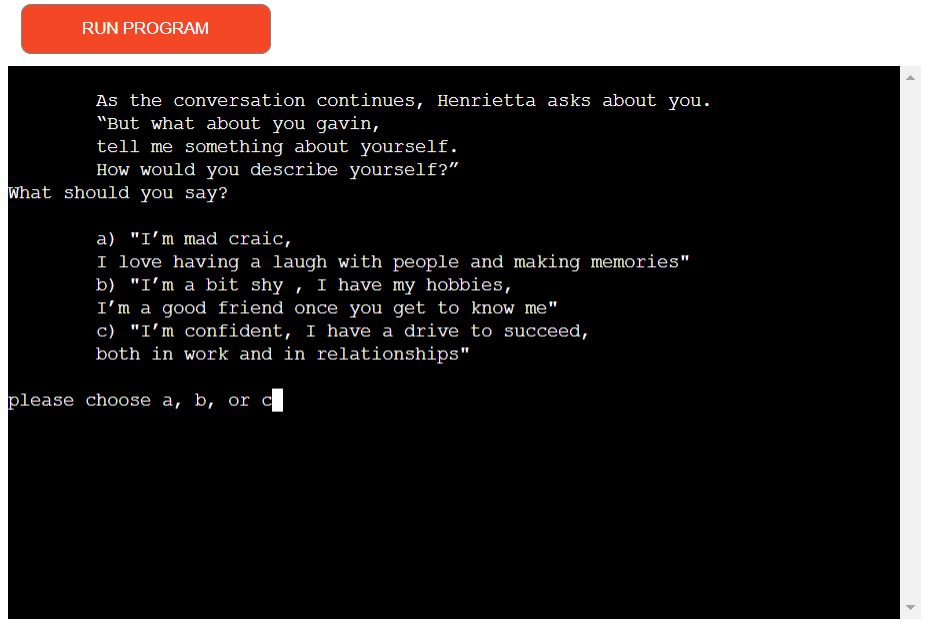 RUN PROGRAM
As the conversation continues, Henrietta asks about you.
“But what about you gavin,
tell me something about yourself.
How would you describe yourself?”
What should you say?
a) "I’m mad craic,
I love having a laugh with people and making memories"
b) "I’m a bit shy , I have my hobbies,
I’m a good friend once you get to know me"
c) "I’m confident, I have a drive to succeed,
both in work and in relationships"
please choose a, b, or c